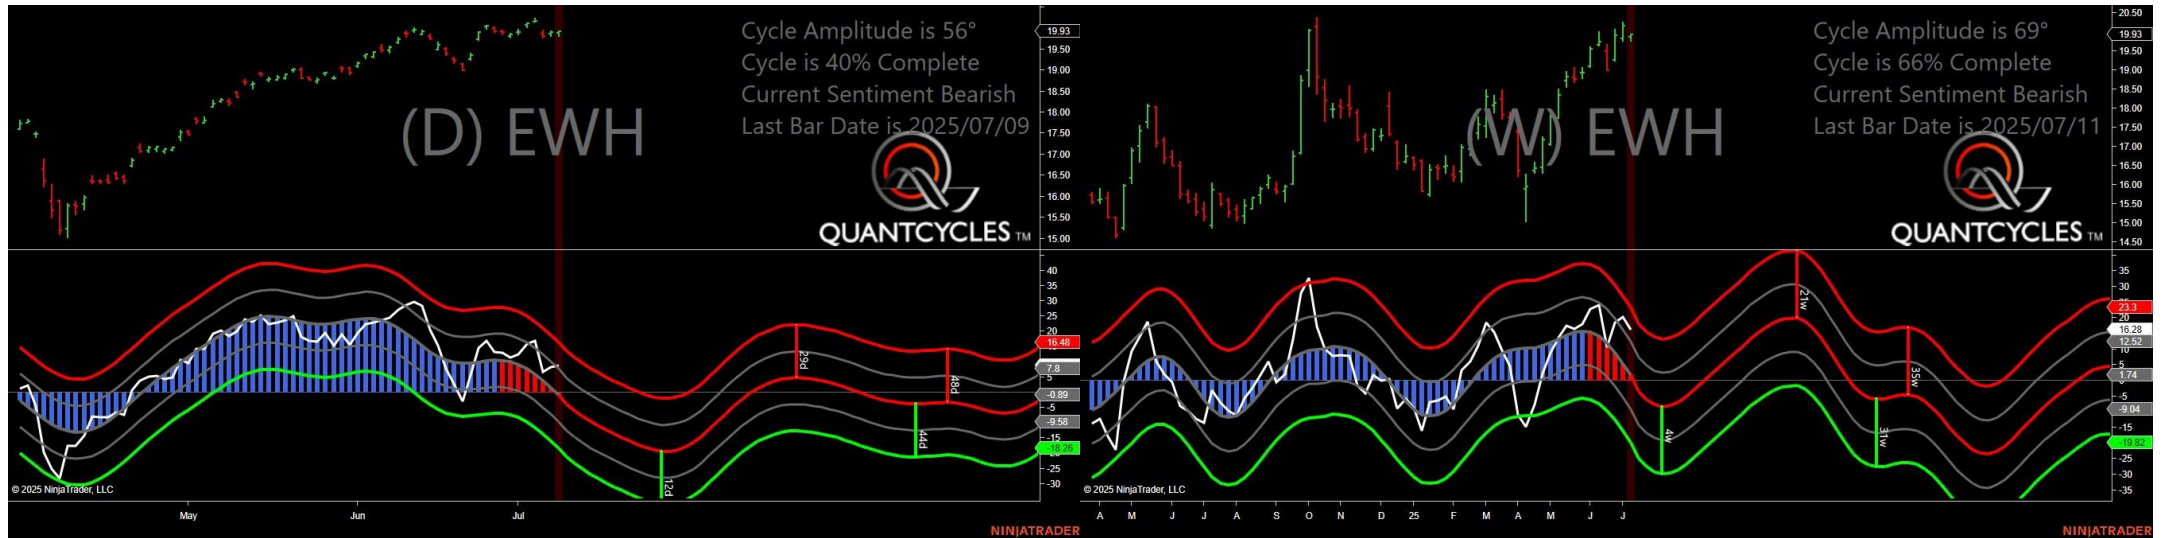 Cycle Amplitude is 56°
Cycle is 40% Complete
Current Sentiment Bearish
Last Bar Date is 2025/07/09
(D) EWH
QUANTCYCLES TM
19.93
19.50
19.00
18.50
18.00
17.50
17.00
16.50
16.00
15.50
15.00
40
35
30
25
20
16.48
7.8
5
-0.89
-5
-9.58
-15
-18.26
-25
-30
29d
48d
44d
12d
© 2025 NinjaTrader, LLC
May
Jun
Jul
NINJATRADER
Cycle Amplitude is 69°
Cycle is 66% Complete
Current Sentiment Bearish
Last Bar Date is 2025/07/11
(W) EWH
QUANTCYCLES TM
20.50
19.93
19.50
19.00
18.50
18.00
17.50
17.00
16.50
16.00
15.50
15.00
14.50
35
30
23.3
20
16.28
12.52
10
1.74
-5
-9.04
-19.82
-25
-30
-35
21w
35w
4w
31w
© 2025 NinjaTrader, LLC
A
M
J
J
A
S
O
N
D
25
F
M
A
M
J
J
NINJATRADER